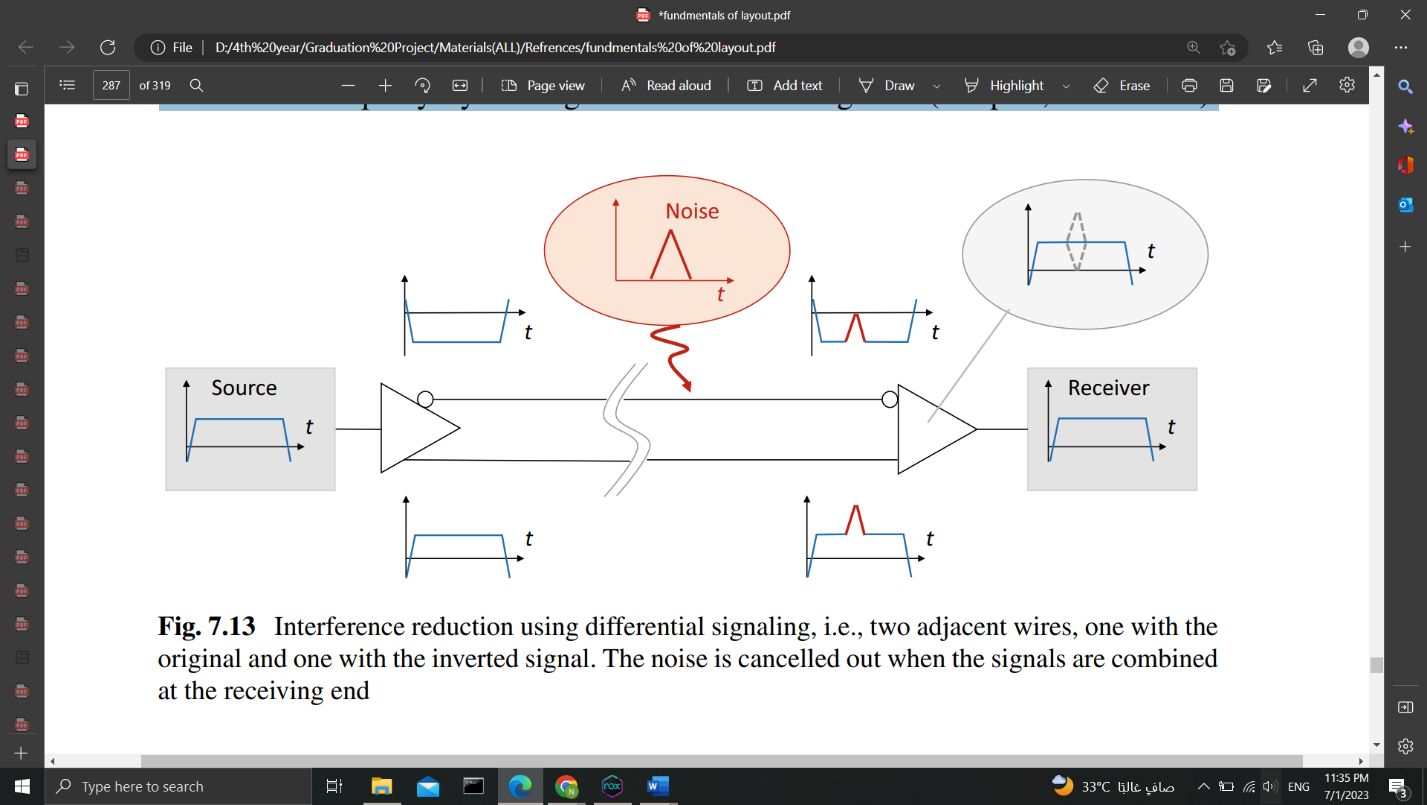 *fundmentals of layout.pdf
File
D:/4th%20year/Graduation%20Project/Materials(ALL)/Refrences/fundmentals%20of%20layout.pdf
287 of 319
Page view
Read aloud
Add text
Draw
Highlight
Erase
Noise
t
t
t
t
t
Source
t
Receiver
t
t
t
Fig. 7.13 Interference reduction using differential signaling, i.e., two adjacent wires, one with the
original and one with the inverted signal. The noise is cancelled out when the signals are combined
at the receiving end
Type here to search
nox
W
33°C صافٍ غالبًا
ENG
11:35 PM
7/1/2023
3